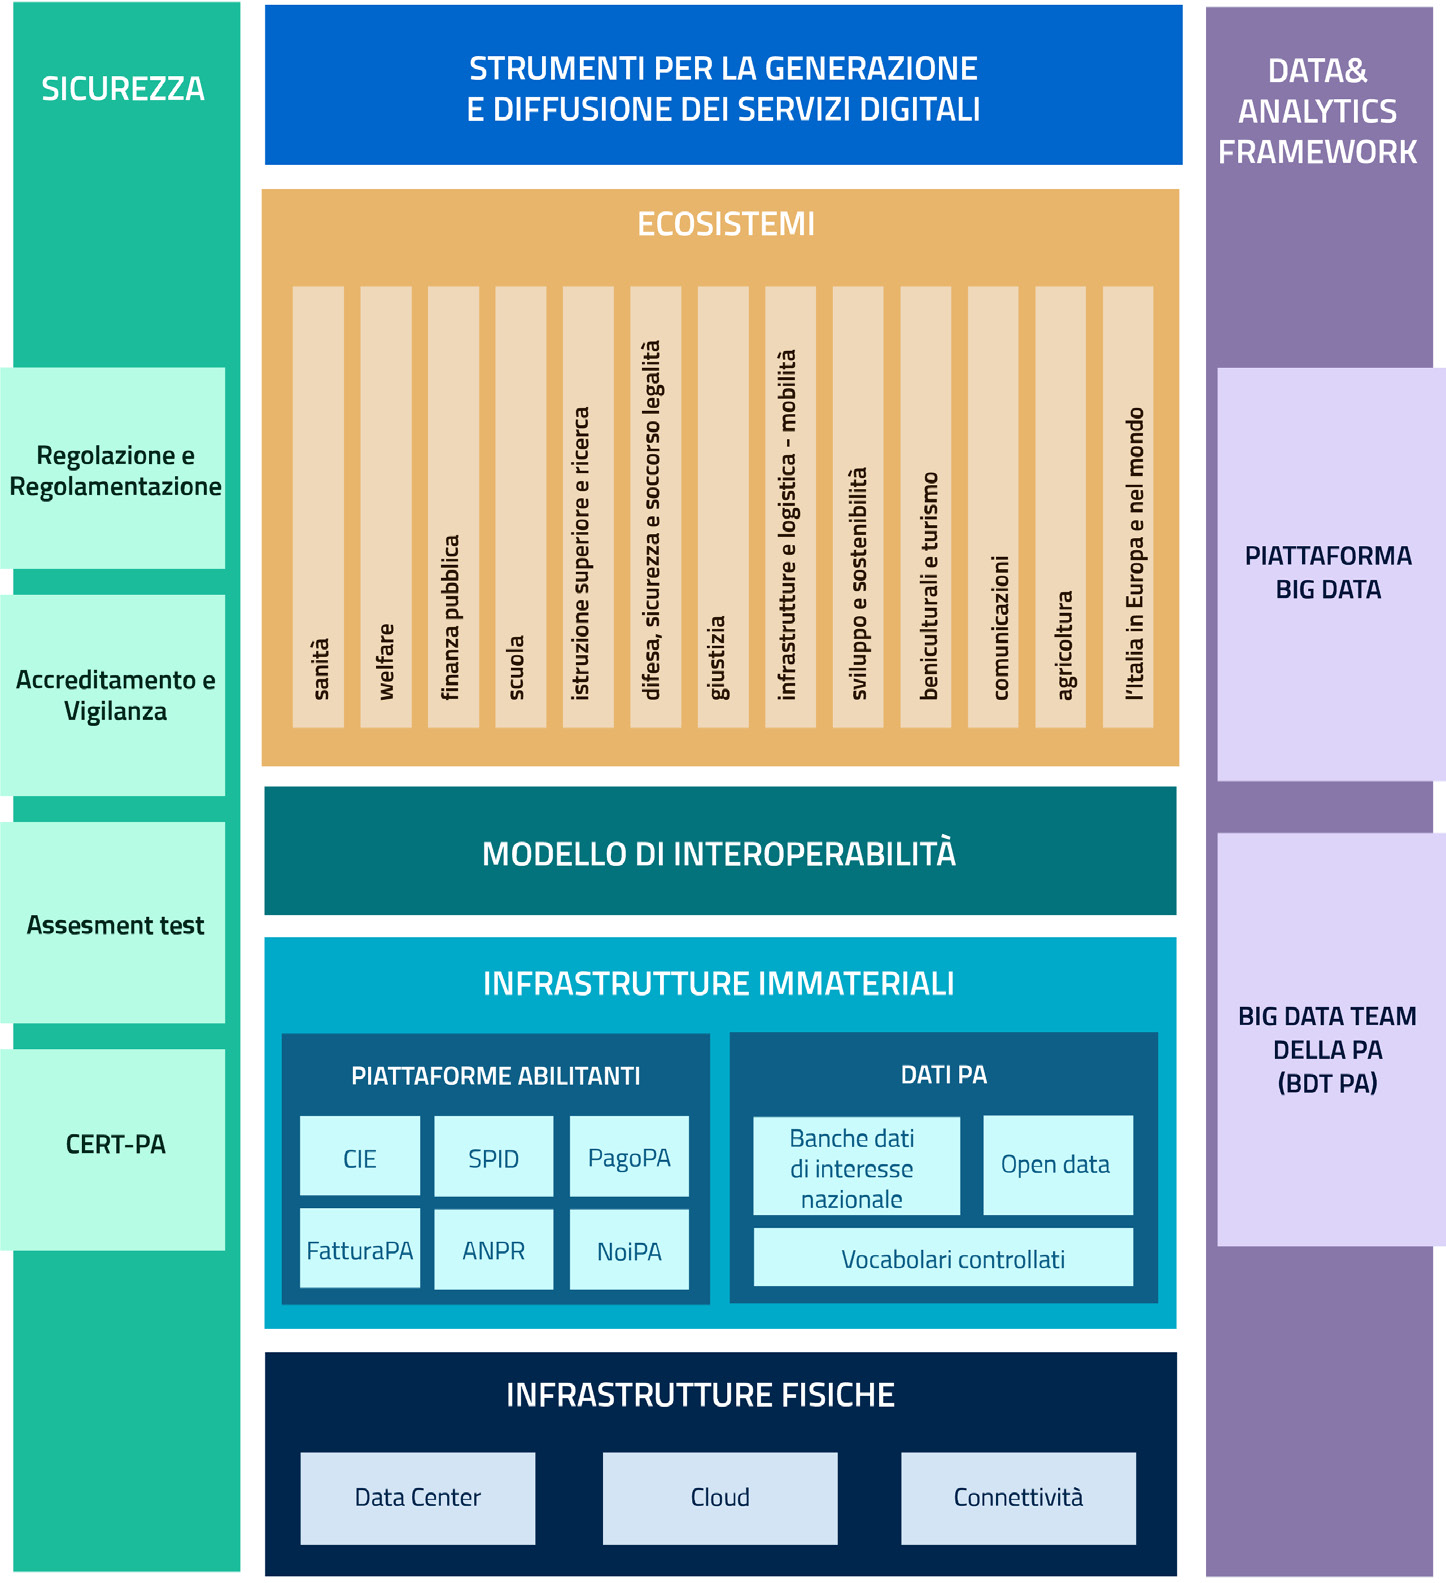 SICUREZZA
Regolazione e
Regolamentazione
Accreditamento e
Vigilanza
Assesment test
CERT-PA
STRUMENTI PER LA GENERAZIONE
E DIFFUSIONE DEI SERVIZI DIGITALI
ECOSISTEMI
sanità
welfare
finanza pubblica
scuola
istruzione superiore e ricerca
difesa, sicurezza e soccorso legalità
giustizia
infrastrutture e logistica - mobilità
sviluppo e sostenibilità
beniculturali e turismo
comunicazioni
agricoltura
l'Italia in Europa e nel mondo
MODELLO DI INTEROPERABILITÀ
INFRASTRUTTURE IMMATERIALI
PIATTAFORME ABILITANTI
CIE
SPID
PagoPA
FatturaPA
ANPR
NoiPA
DATI PA
Banche dati
di interesse
nazionale
Open data
Vocabolari controllati
INFRASTRUTTURE FISICHE
Data Center
Cloud
Connettività
DATA&
ANALYTICS
FRAMEWORK
PIATTAFORMA
BIG DATA
BIG DATA TEAM
DELLA PA
(BDT PA)